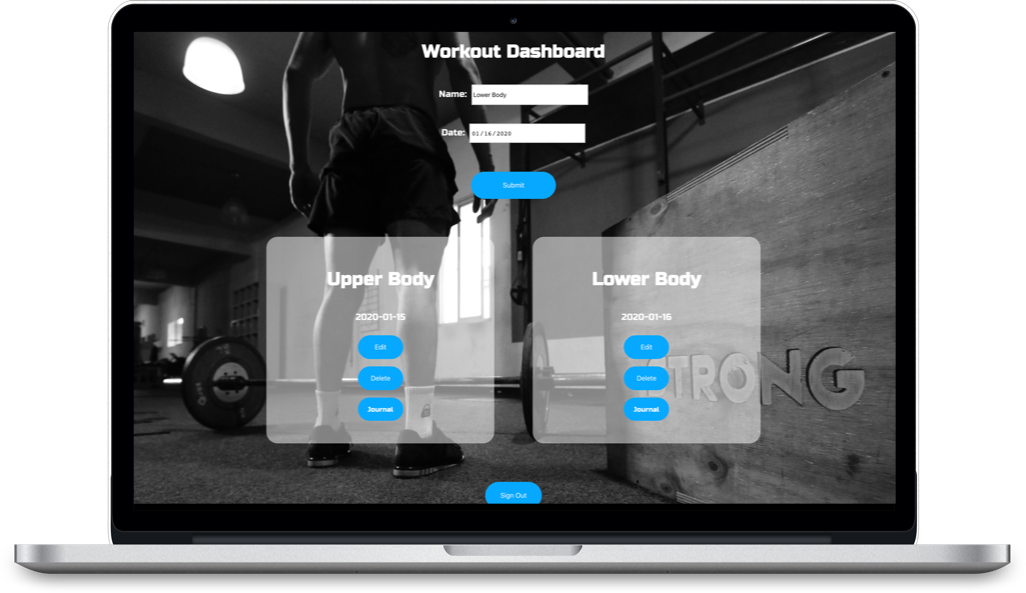 Workout Dashboard
Name: Lower Body
Date: 01/16/2020
Submit
Upper Body
2020-01-15
Edit
Delete
Journal
Lower Body
2020-01-16
Edit
Delete
Journal
STRONG
Sign Out